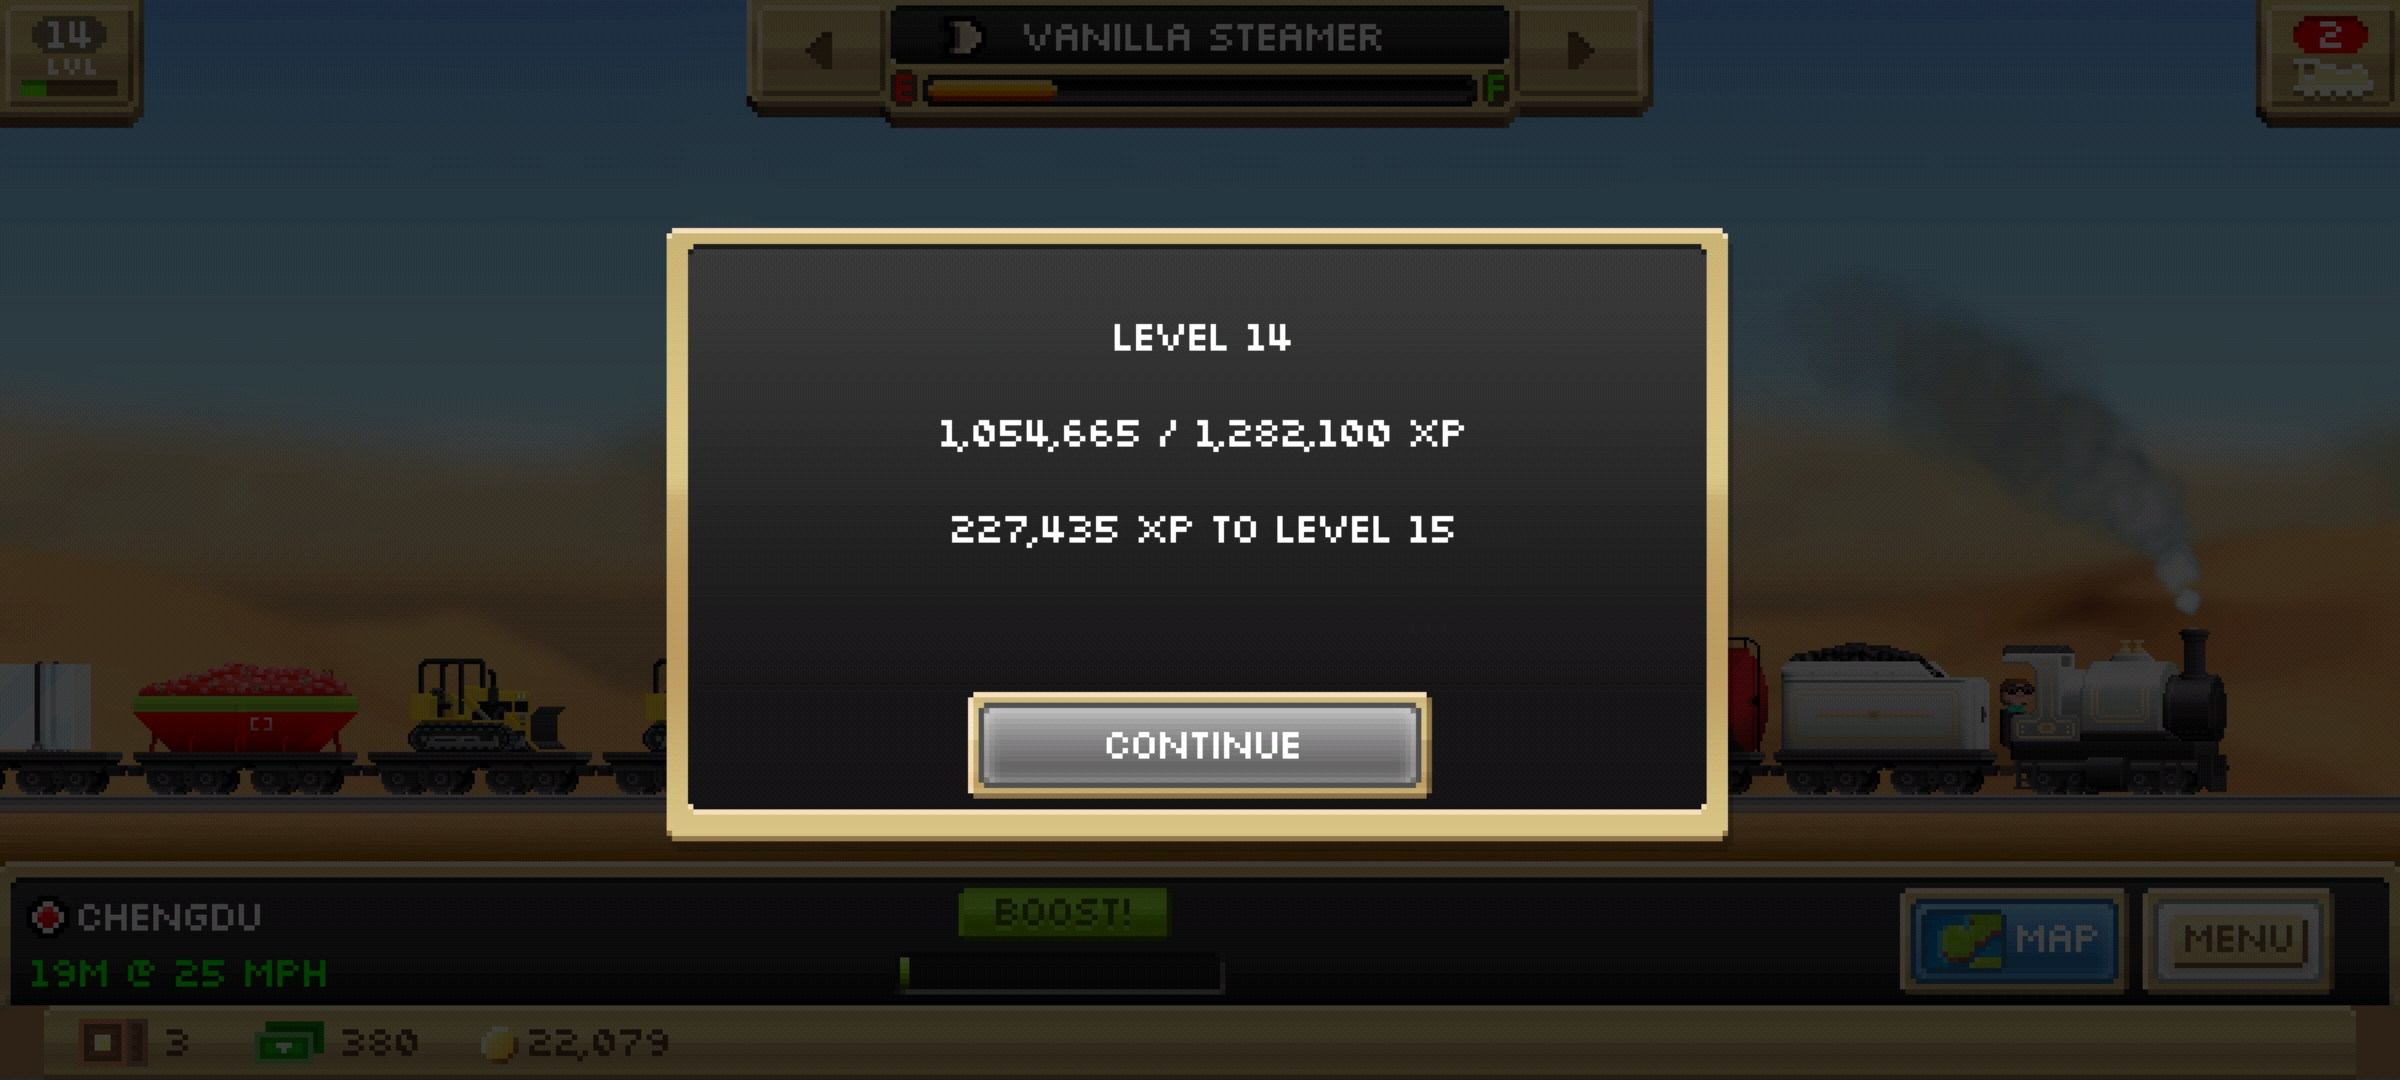 14
LVL
VANILLA STEAMER
E F
2
LEVEL 14
1,054,665 / 1,282,100 XP
227,435 XP TO LEVEL 15
CONTINUE
CHENGDU
19M @ 25 MPH
BOOST!
MAP
MENU
3 380 22,079